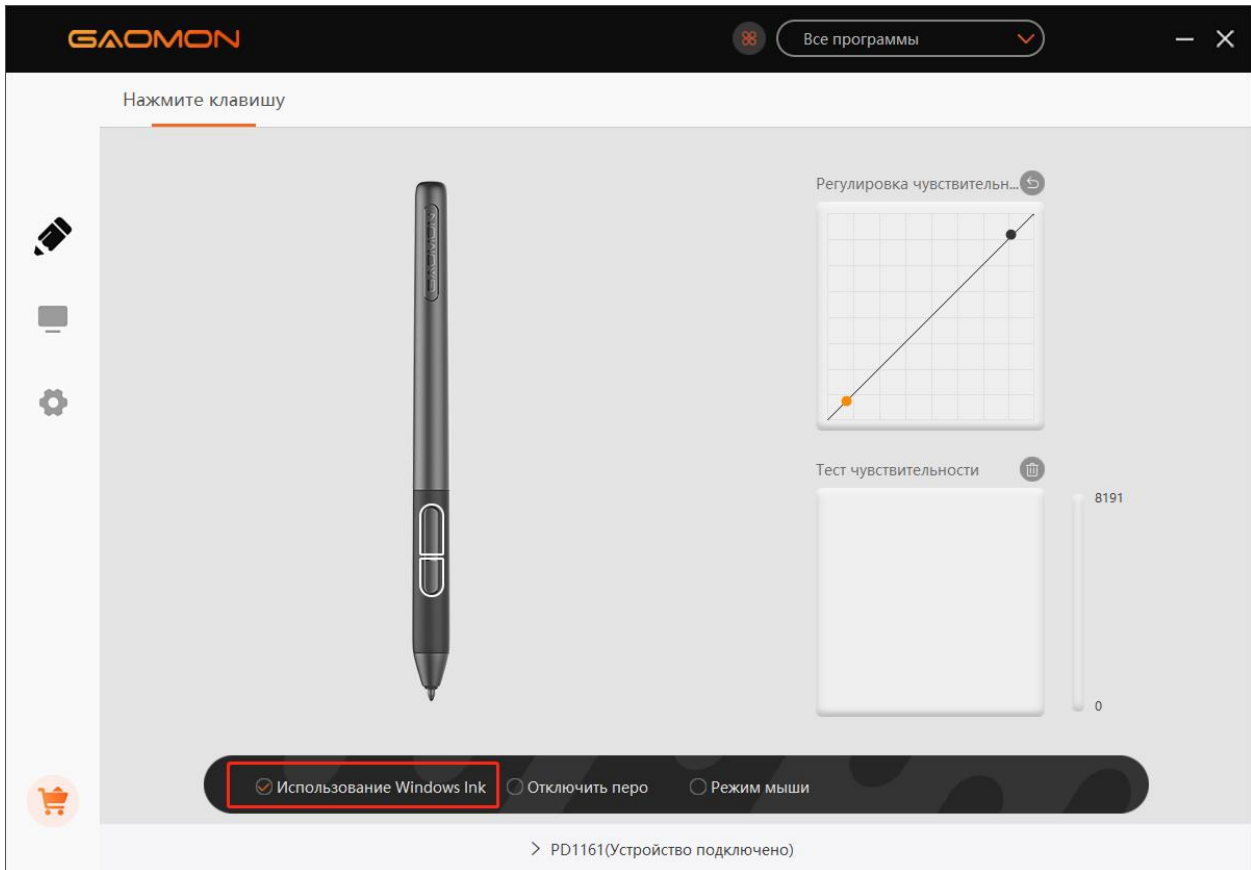 GAOMON
Все программы
Нажмите клавишу
Регулировка чувствительн...
GAOMON
Тест чувствительности
8191
0
Использование Windows Ink
Отключить перо
Режим мыши
PD1161(Устройство подключено)